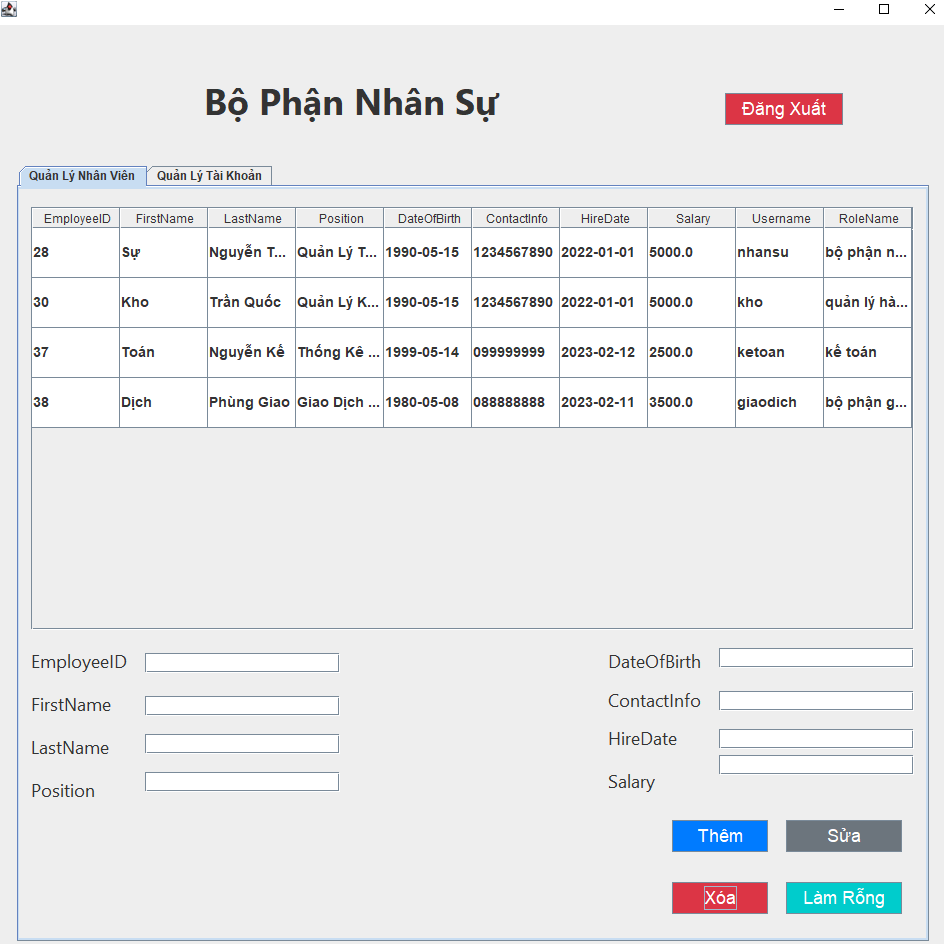 Bộ Phận Nhân Sự
Đăng Xuất
Quản Lý Nhân Viên Quản Lý Tài Khoản
EmployeeID FirstName LastName Position DateOfBirth ContactInfo HireDate Salary Username RoleName
28 Sự Nguyễn T... Quản Lý T... 1990-05-15 1234567890 2022-01-01 5000.0 nhansu bộ phận n...
30 Kho Trần Quốc Quản Lý K... 1990-05-15 1234567890 2022-01-01 5000.0 kho quản lý hà...
37 Toán Nguyễn Kế Thống Kê ... 1999-05-14 099999999 2023-02-12 2500.0 ketoan kế toán
38 Dịch Phùng Giao Giao Dịch ... 1980-05-08 088888888 2023-02-11 3500.0 giaodich bộ phận g...
EmployeeID DateOfBirth
FirstName ContactInfo
LastName HireDate
Position Salary
Thêm Sửa
Xóa Làm Rỗng